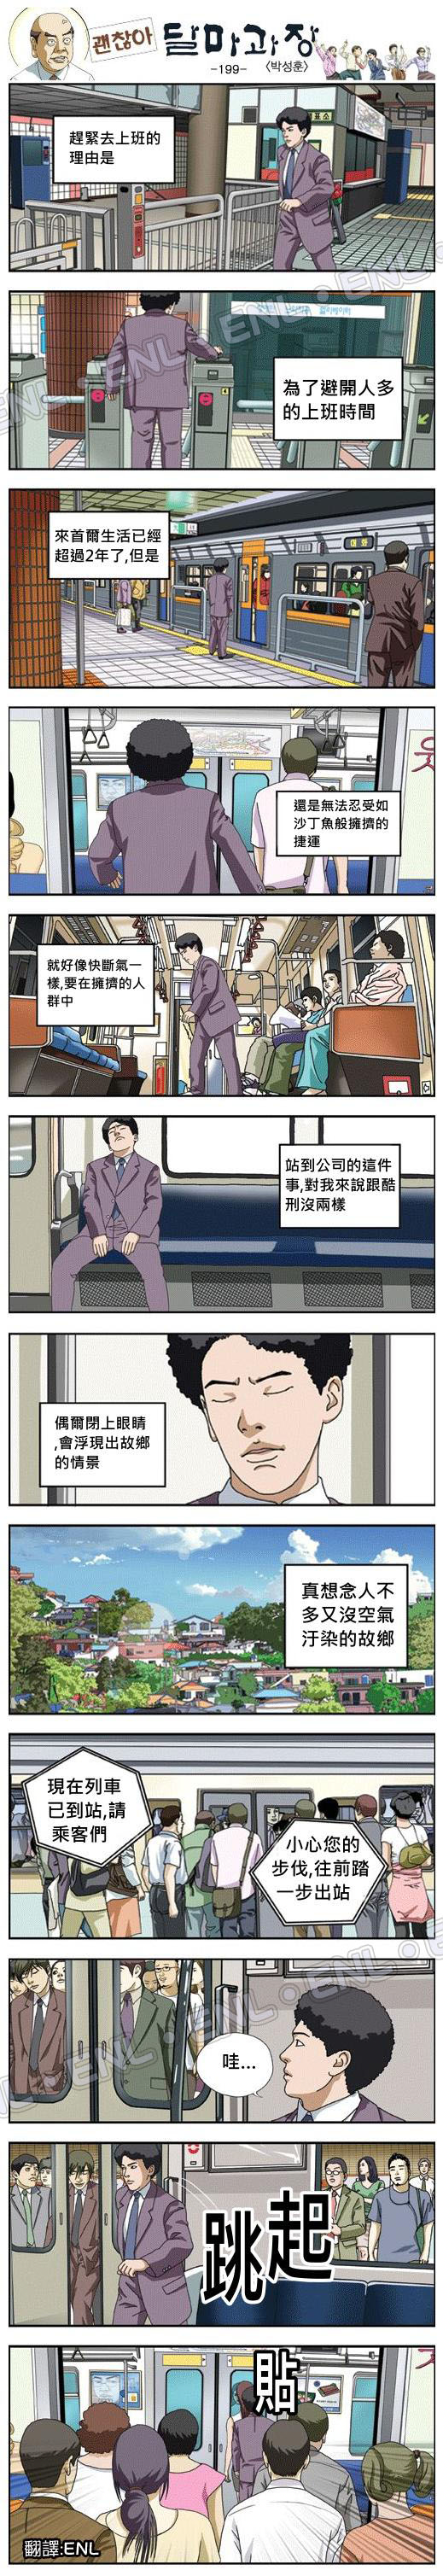 괜찮아 달마과장
-199- <박성훈>
趕緊去上班的
理由是
為了避開人多
的上班時間
來首爾生活已經
超過2年了,但是
還是無法忍受如
沙丁魚般擁擠的
捷運
就好像快斷氣一
樣,要在擁擠的人
群中
站到公司的這件
事,對我來說跟酷
刑沒兩樣
偶爾閉上眼睛
,會浮現出故鄉
的情景
真想念人不
多又沒空氣
汙染的故鄉
現在列車
已到站,請
乘客們
小心您的
步伐,往前踏
一步出站
哇...
跳起
貼
翻譯:ENL